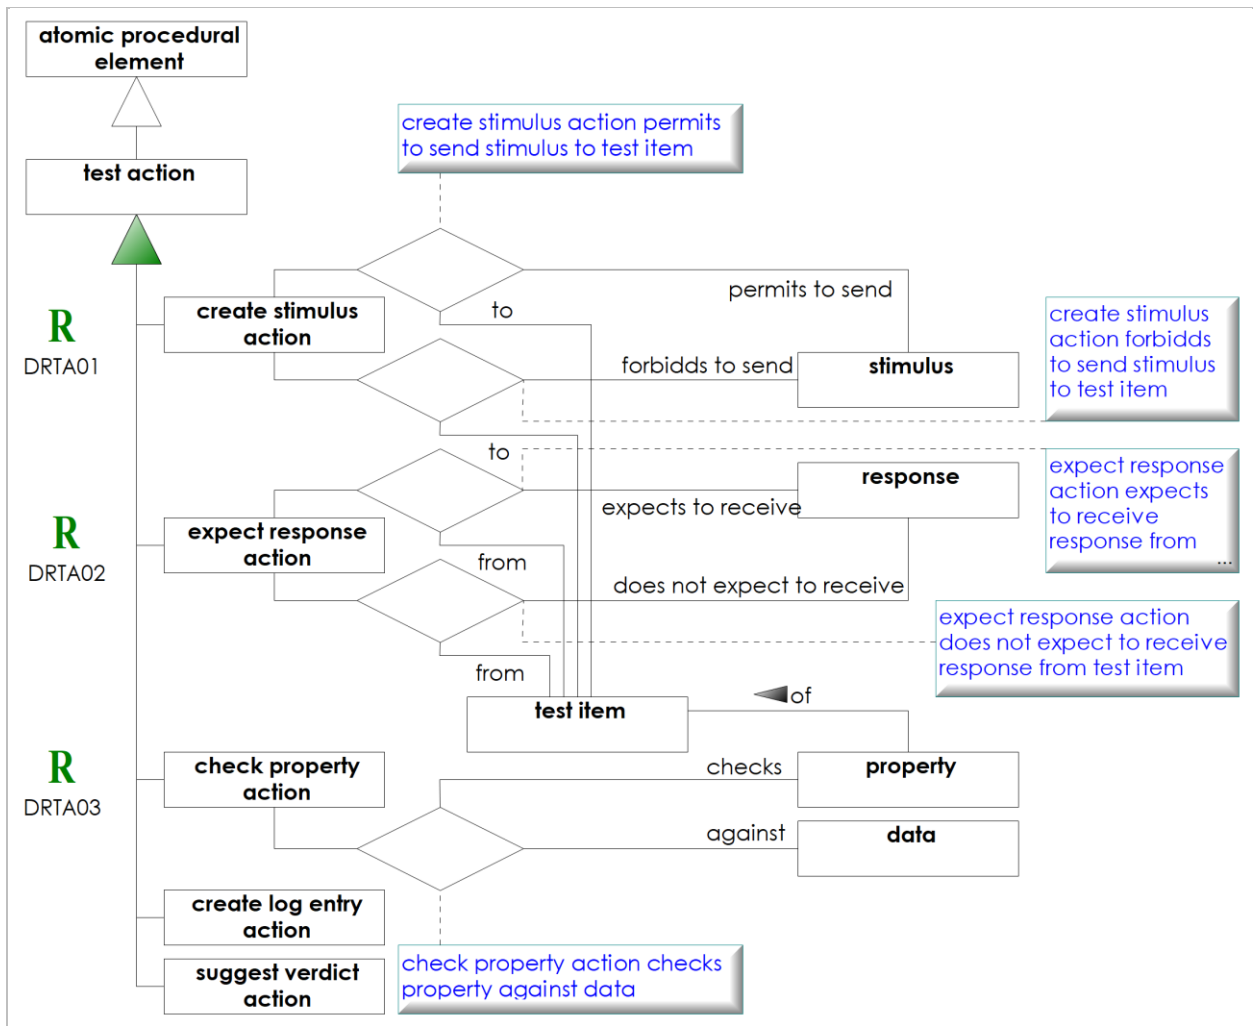 atomic procedural
element
test action
create stimulus action permits
to send stimulus to test item
permits to send
to
R
DRTA01
create stimulus
action
create stimulus
action forbidds
to send stimulus
to test item
forbidds to send
stimulus
to
response
expects to receive
expect response
action expects
to receive
response from
...
R
DRTA02
expect response
action
from
does not expect to receive
expect response action
does not expect to receive
response from test item
from
of
test item
R
DRTA03
check property
action
checks
property
against
data
create log entry
action
suggest verdict
action
check property action checks
property against data